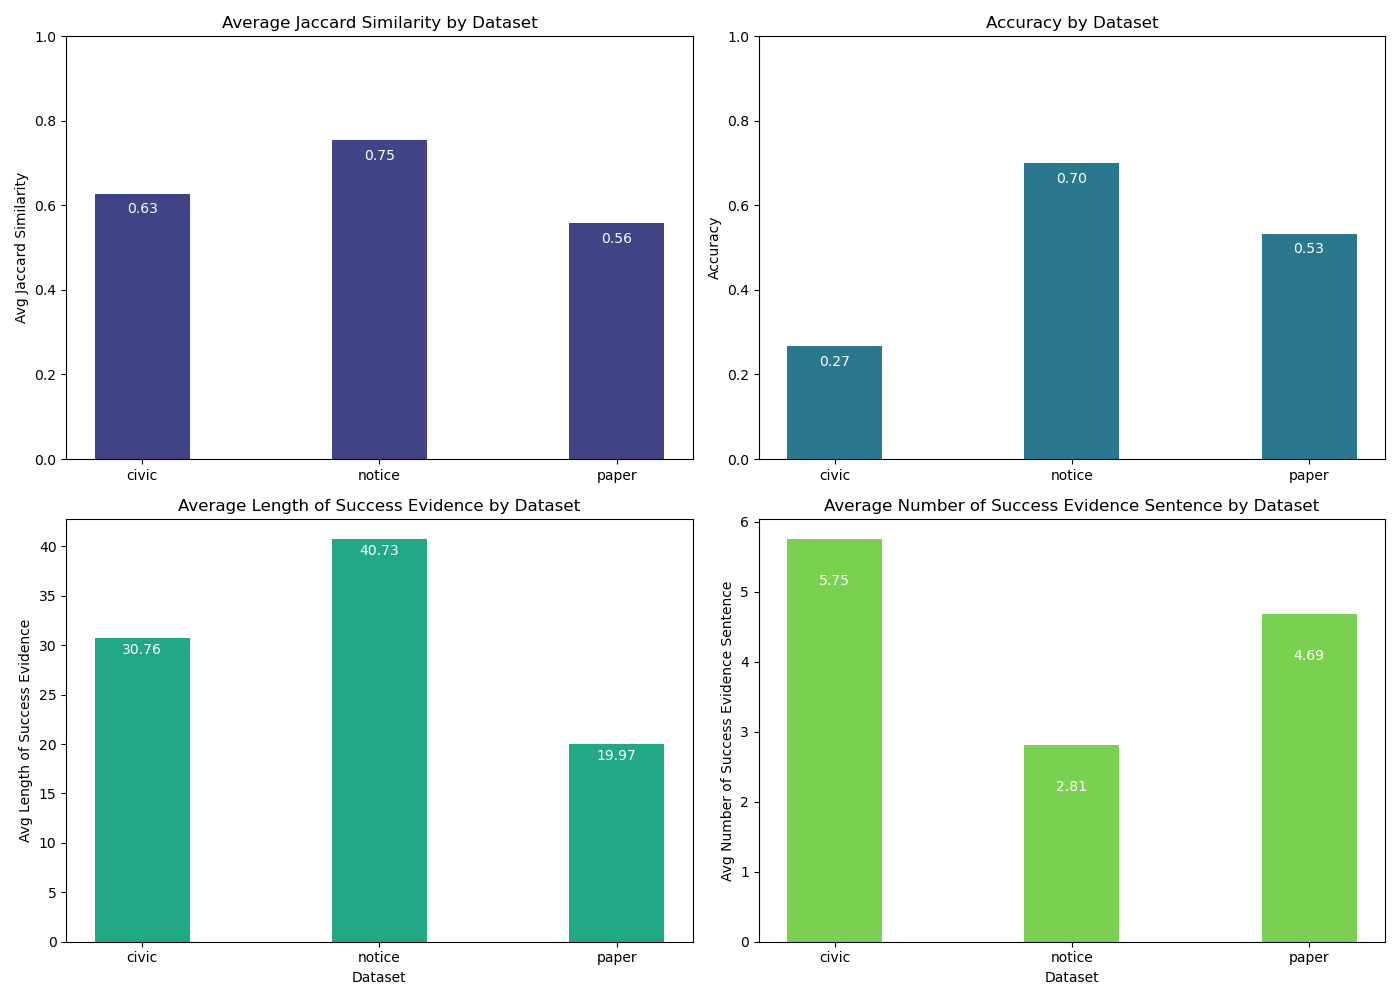 Average Jaccard Similarity by Dataset
Avg Jaccard Similarity
1.0
0.8
0.6
0.4
0.2
0.0
0.63
0.75
0.56
civic
notice
paper
Accuracy by Dataset
Accuracy
1.0
0.8
0.6
0.4
0.2
0.0
0.27
0.70
0.53
civic
notice
paper
Average Length of Success Evidence by Dataset
Avg Length of Success Evidence
40
35
30
25
20
15
10
5
0
30.76
40.73
19.97
civic
notice
paper
Dataset
Average Number of Success Evidence Sentence by Dataset
Avg Number of Success Evidence Sentence
6
5
4
3
2
1
0
5.75
2.81
4.69
civic
notice
paper
Dataset